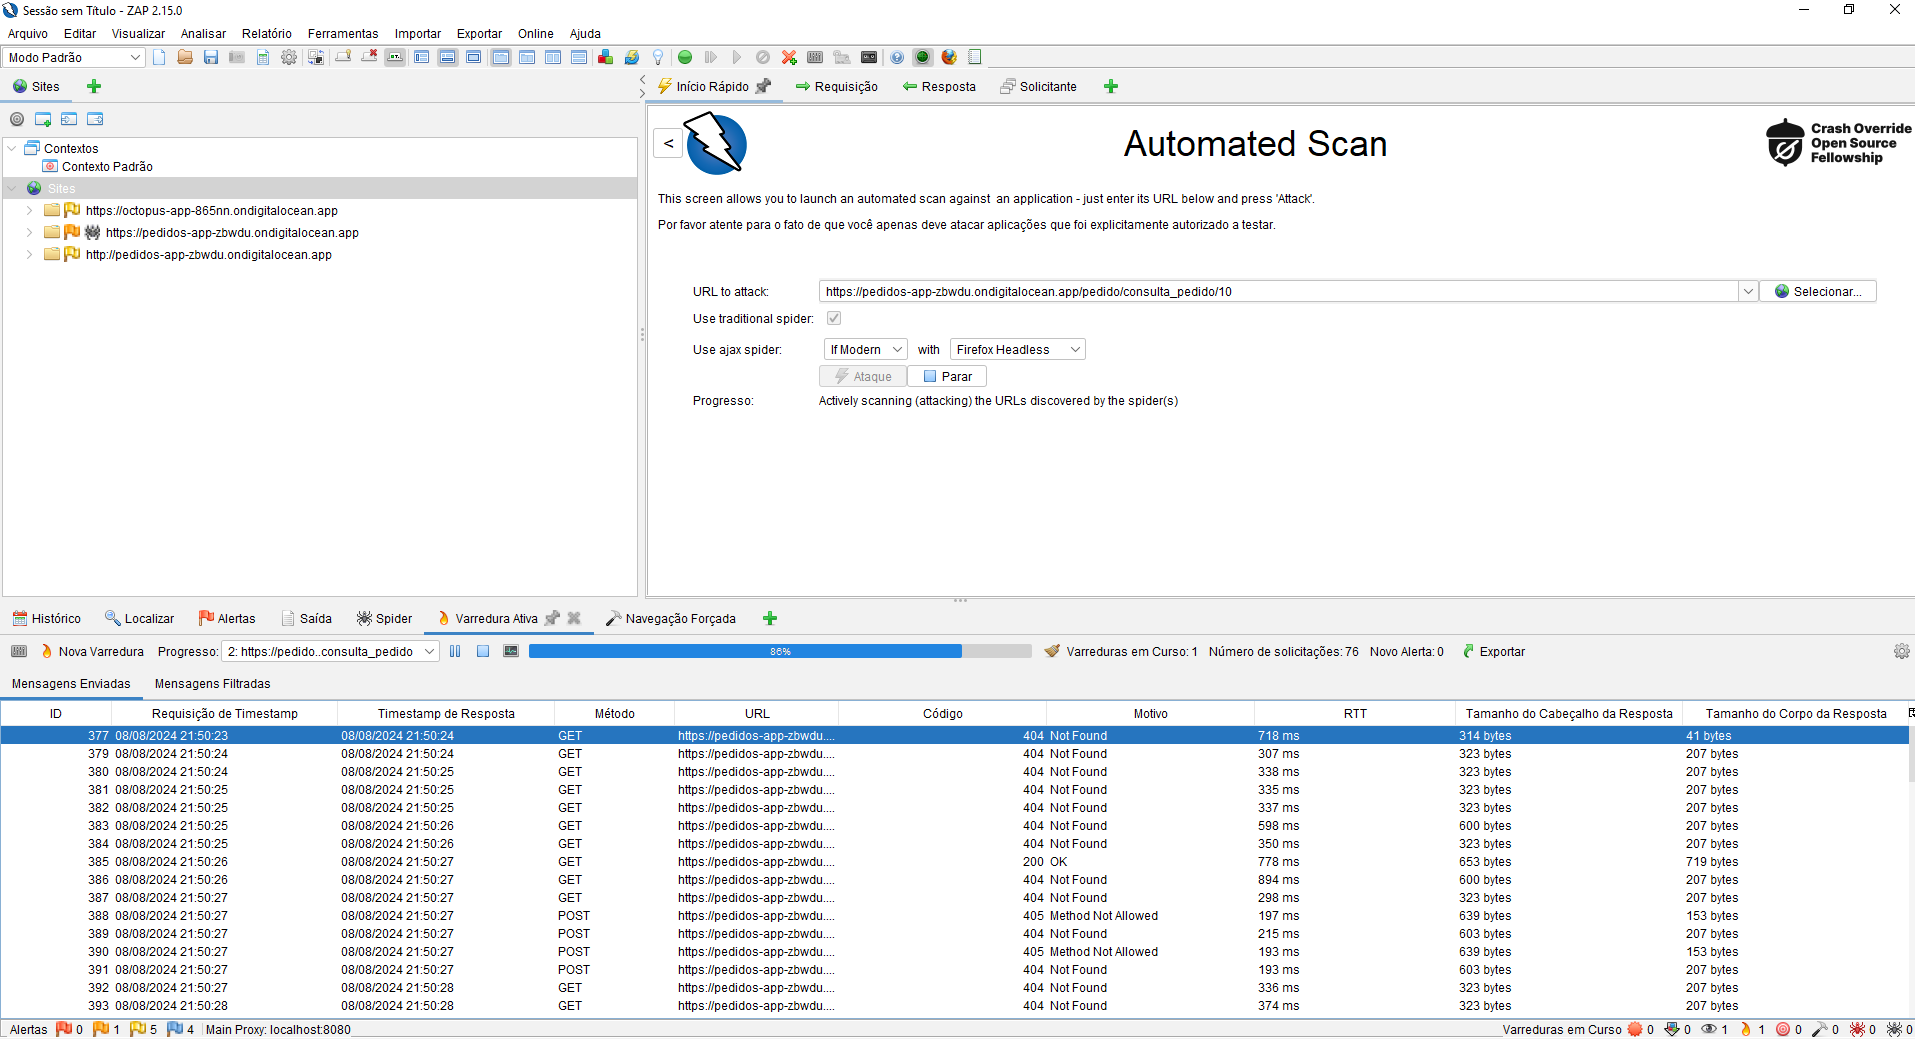 Sessão sem Título - ZAP 2.15.0
Arquivo Editar Visualizar Analisar Relatório Ferramentas Importar Exportar Online Ajuda
Modo Padrão
Sites
Início Rápido Requisição Resposta Solicitante
Contextos
Contexto Padrão
Sites
https://octopus-app-865nn.ondigitalocean.app
https://pedidos-app-zbwdu.ondigitalocean.app
http://pedidos-app-zbwdu.ondigitalocean.app
<
Automated Scan
Crash Override
Open Source
Fellowship
This screen allows you to launch an automated scan against an application - just enter its URL below and press 'Attack'.
Por favor atente para o fato de que você apenas deve atacar aplicações que foi explicitamente autorizado a testar.
URL to attack: https://pedidos-app-zbwdu.ondigitalocean.app/pedido/consulta_pedido/10 Selecionar...
Use traditional spider:
Use ajax spider: If Modern with Firefox Headless
Ataque Parar
Progresso: Actively scanning (attacking) the URLs discovered by the spider(s)
Histórico Localizar Alertas Saída Spider Varredura Ativa Navegação Forçada
Nova Varredura Progresso: 2: https://pedido..consulta_pedido 86% Varreduras em Curso: 1 Número de solicitações: 76 Novo Alerta: 0 Exportar
Mensagens Enviadas Mensagens Filtradas
ID Requisição de Timestamp Timestamp de Resposta Método URL Código Motivo RTT Tamanho do Cabeçalho da Resposta Tamanho do Corpo da Resposta
377 08/08/2024 21:50:23 08/08/2024 21:50:24 GET https://pedidos-app-zbwdu.... 404 Not Found 718 ms 314 bytes 41 bytes
379 08/08/2024 21:50:24 08/08/2024 21:50:24 GET https://pedidos-app-zbwdu.... 404 Not Found 307 ms 323 bytes 207 bytes
380 08/08/2024 21:50:24 08/08/2024 21:50:25 GET https://pedidos-app-zbwdu.... 404 Not Found 338 ms 323 bytes 207 bytes
381 08/08/2024 21:50:25 08/08/2024 21:50:25 GET https://pedidos-app-zbwdu.... 404 Not Found 335 ms 323 bytes 207 bytes
382 08/08/2024 21:50:25 08/08/2024 21:50:25 GET https://pedidos-app-zbwdu.... 404 Not Found 337 ms 323 bytes 207 bytes
383 08/08/2024 21:50:25 08/08/2024 21:50:26 GET https://pedidos-app-zbwdu.... 404 Not Found 598 ms 600 bytes 207 bytes
384 08/08/2024 21:50:25 08/08/2024 21:50:26 GET https://pedidos-app-zbwdu.... 404 Not Found 350 ms 323 bytes 207 bytes
385 08/08/2024 21:50:26 08/08/2024 21:50:27 GET https://pedidos-app-zbwdu.... 200 OK 778 ms 653 bytes 719 bytes
386 08/08/2024 21:50:26 08/08/2024 21:50:27 GET https://pedidos-app-zbwdu.... 404 Not Found 894 ms 600 bytes 207 bytes
387 08/08/2024 21:50:27 08/08/2024 21:50:27 GET https://pedidos-app-zbwdu.... 404 Not Found 298 ms 323 bytes 207 bytes
388 08/08/2024 21:50:27 08/08/2024 21:50:27 POST https://pedidos-app-zbwdu.... 405 Method Not Allowed 197 ms 639 bytes 153 bytes
389 08/08/2024 21:50:27 08/08/2024 21:50:27 POST https://pedidos-app-zbwdu.... 404 Not Found 215 ms 603 bytes 207 bytes
390 08/08/2024 21:50:27 08/08/2024 21:50:27 POST https://pedidos-app-zbwdu.... 405 Method Not Allowed 193 ms 639 bytes 153 bytes
391 08/08/2024 21:50:27 08/08/2024 21:50:27 POST https://pedidos-app-zbwdu.... 404 Not Found 193 ms 603 bytes 207 bytes
392 08/08/2024 21:50:27 08/08/2024 21:50:28 GET https://pedidos-app-zbwdu.... 404 Not Found 336 ms 323 bytes 207 bytes
393 08/08/2024 21:50:28 08/08/2024 21:50:28 GET https://pedidos-app-zbwdu.... 404 Not Found 374 ms 323 bytes 207 bytes
Alertas 0 1 5 4 Main Proxy: localhost:8080 Varreduras em Curso 0 0 1 1 0 0 0 0